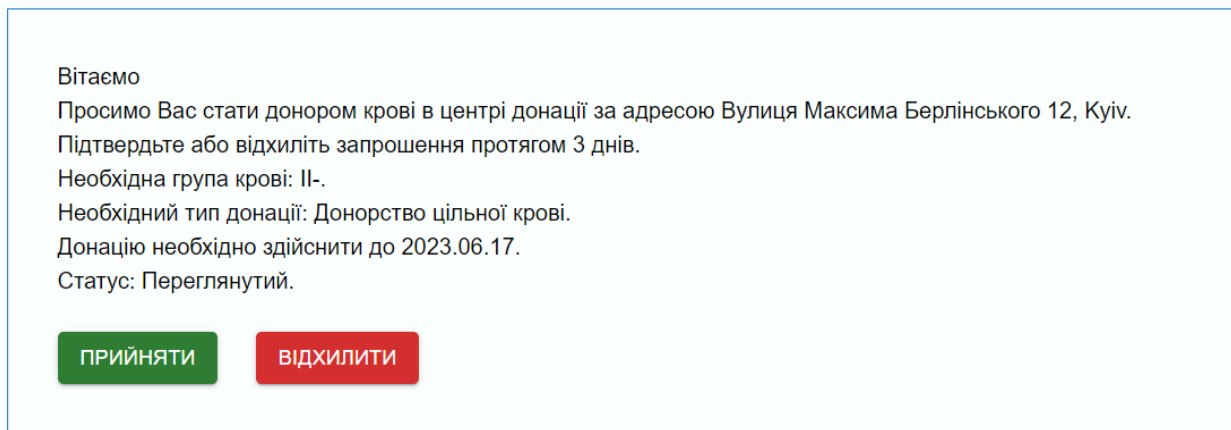 Вітаємо
Просимо Вас стати донором крові в центрі донації за адресою Вулиця Максима Берлінського 12, Kyiv.
Підтвердьте або відхиліть запрошення протягом 3 днів.
Необхідна група крові: II-.
Необхідний тип донації: Донорство цільної крові.
Донацію необхідно здійснити до 2023.06.17.
Статус: Переглянутий.
ПРИЙНЯТИ ВІДХИЛИТИ